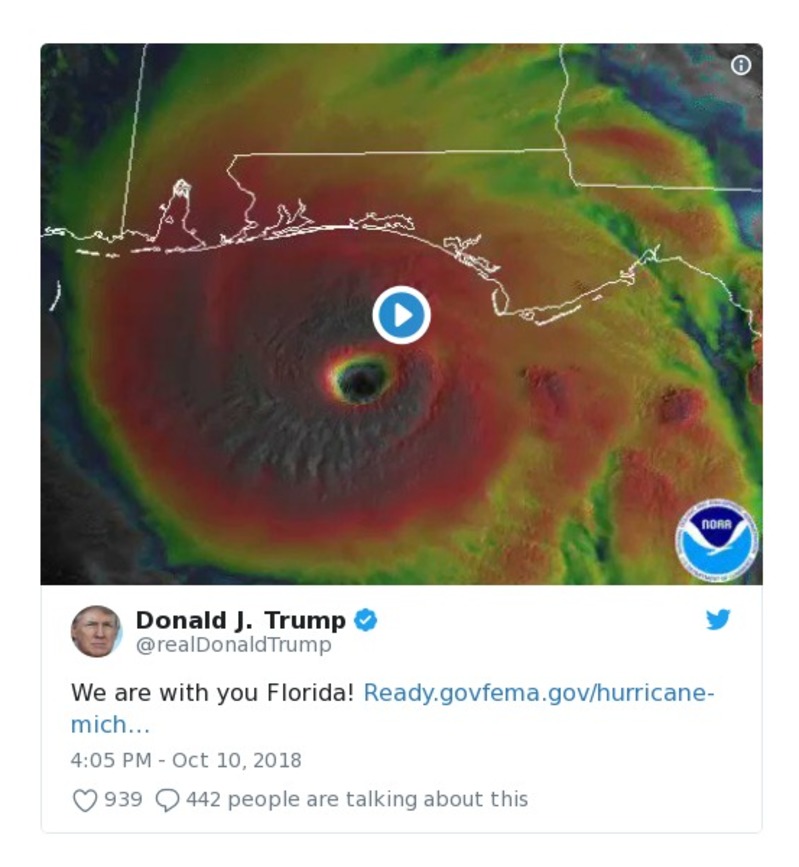 NOAA
Donald J. Trump
@realDonaldTrump
We are with you Florida! Ready.govfema.gov/hurricane-
mich...
4:05 PM - Oct 10, 2018
939 442 people are talking about this